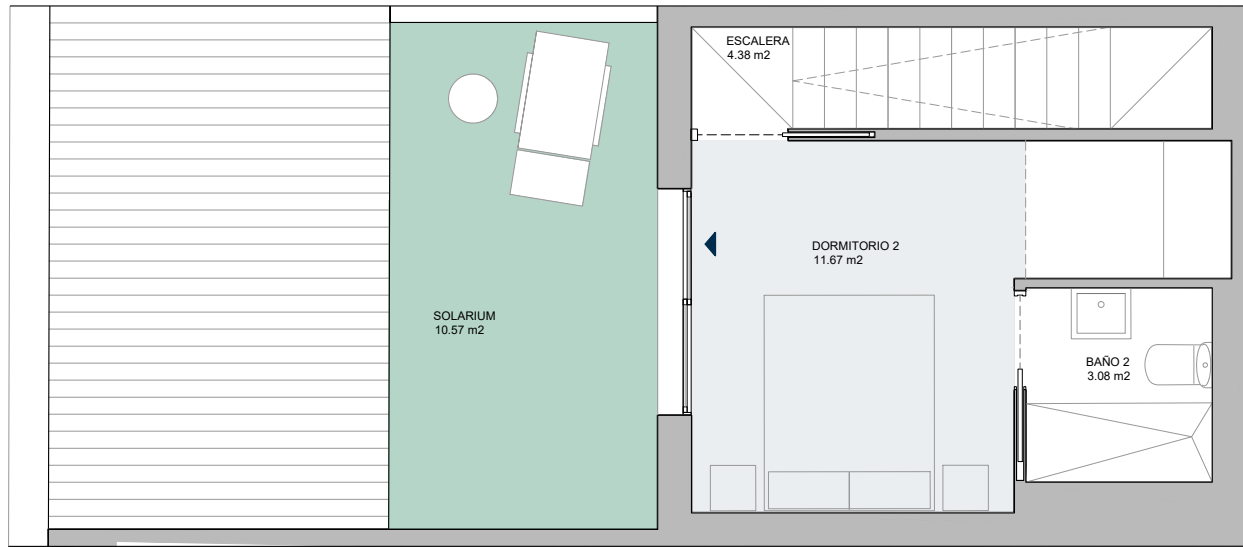 ESCALERA
4.38 m2
DORMITORIO 2
11.67 m2
SOLARIUM
10.57 m2
BAÑO 2
3.08 m2